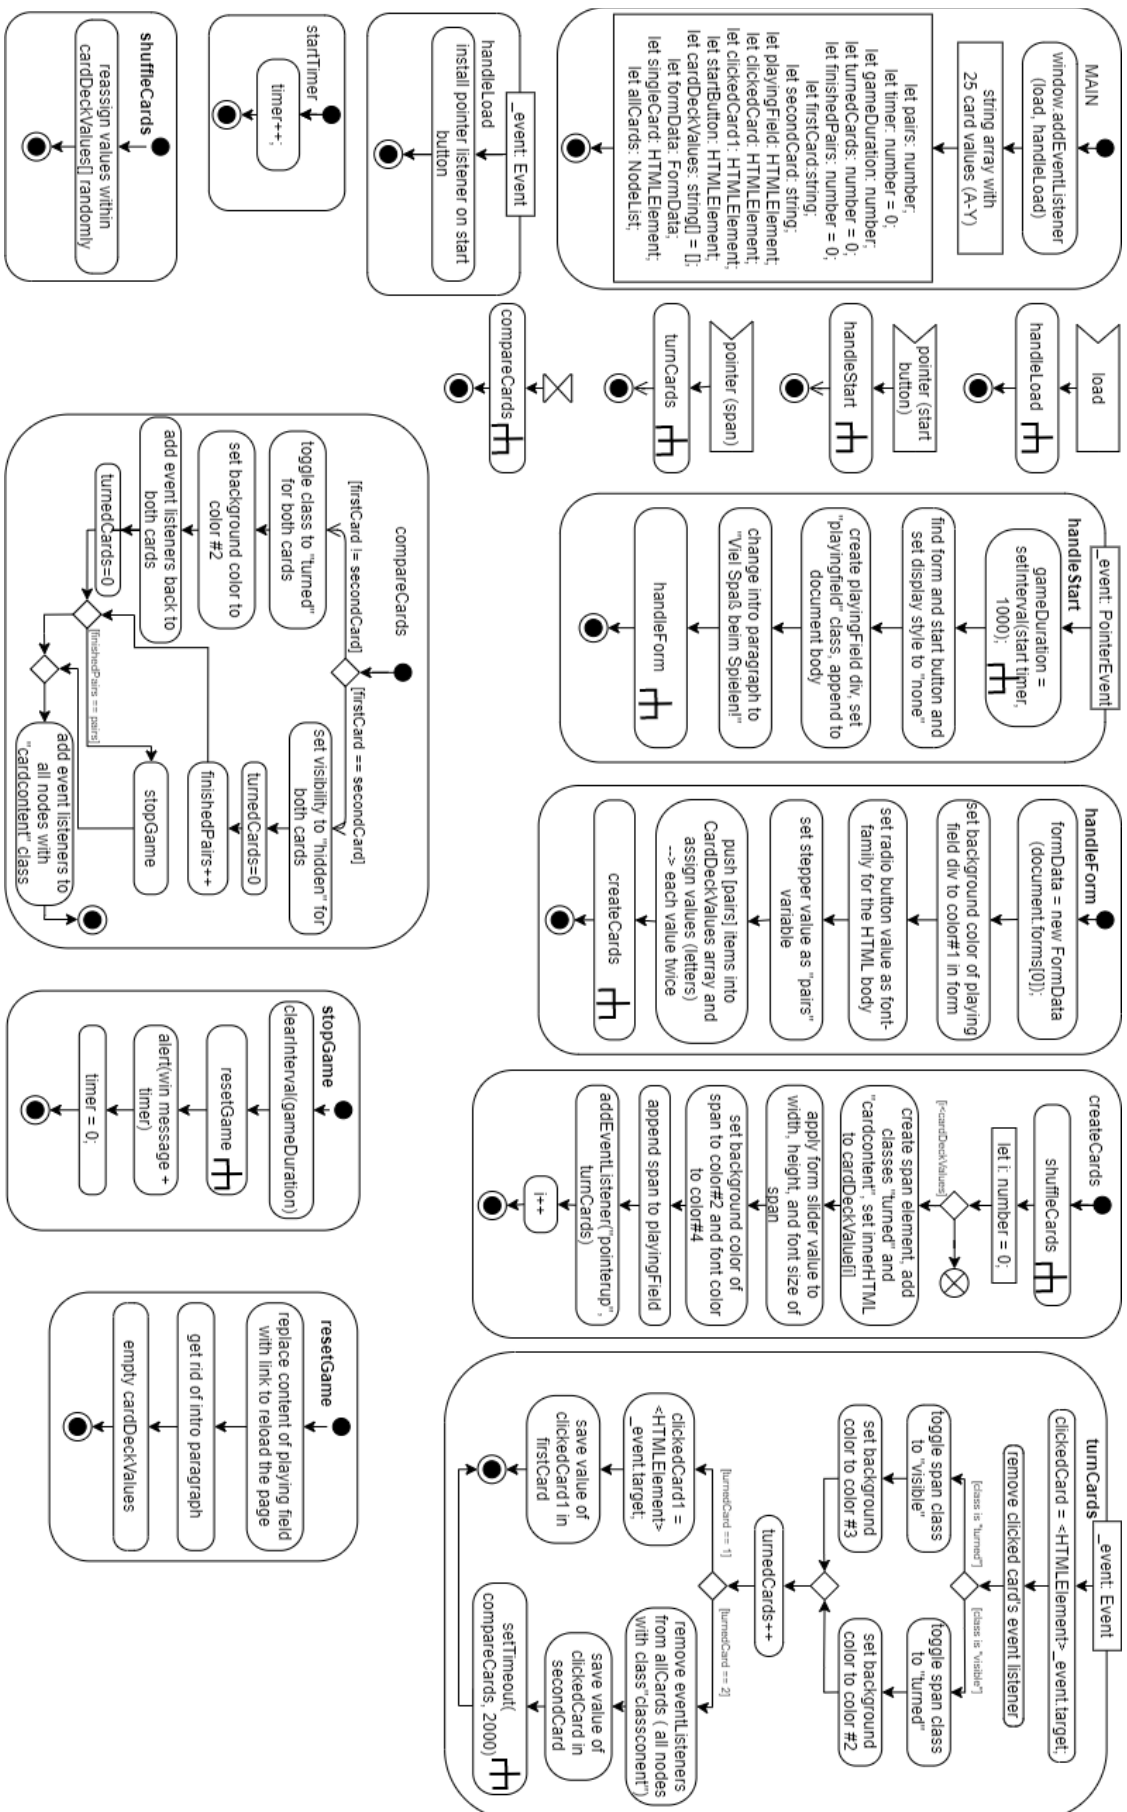 MAIN
window.addEventListener
(load, handleLoad)
string array with
25 card values (A-Y)
let pairs: number;
let timer: number = 0;
let gameDuration: number;
let turnedCards: number = 0;
let finishedPairs: number = 0;
let firstCard:string;
let secondCard: string;
let playingField: HTMLElement;
let clickedCard: HTMLElement;
let clickedCard1: HTMLElement;
let startButton: HTMLElement;
let cardDeckValues: string[] = [];
let formData: FormData;
let singleCard: HTMLElement;
let allCards: NodeList;
_event: Event
handleLoad
install pointer listener on start
button
startTimer
timer++;
shuffleCards
reassign values within
cardDeckValues[] randomly
load
handleLoad
pointer (start
button)
handleStart
pointer (span)
turnCards
compareCards
_event: PointerEvent
handleStart
gameDuration =
setInterval(start timer,
1000);
find form and start button and
set display style to "none"
create playingField div, set
"playingfield" class, append to
document body
change intro paragraph to
"Viel Spaß beim Spielen!"
handleForm
compareCards
[firstCard != secondCard]
[firstCard == secondCard]
toggle class to "turned"
for both cards
set background color to
color #2
add event listeners back to
both cards
turnedCards=0
set visibility to "hidden" for
both cards
turnedCards=0
finishedPairs++
[finishedPairs == pairs]
stopGame
add event listeners to
all nodes with
"cardcontent" class
handleForm
formData = new FormData
(document.forms[0]);
set background color of playing
field div to color#1 in form
set radio button value as font-
family for the HTML body
set stepper value as "pairs"
variable
push [pairs] items into
CardDeckValues array and
assign values (letters)
---> each value twice
createCards
stopGame
clearInterval(gameDuration)
resetGame
alert(win message +
timer)
timer = 0;
createCards
shuffleCards
let i: number = 0;
[i<cardDeckValues]
create span element, add
classes "turned" and
"cardcontent", set innerHTML
to cardDeckValue[i]
apply form slider value to
width, height, and font size of
span
set background color of
span to color#2 and font color
to color#4
append span to playingField
addEventListener("pointerup",
turnCards)
i++
resetGame
replace content of playing field
with link to reload the page
get rid of intro paragraph
empty cardDeckValues
_event: Event
turnCards
clickedCard = <HTMLElement>_event.target;
remove clicked card's event listener
[class is "turned"]
[class is "visible"]
toggle span class
to "visible"
set background
color to color #3
toggle span class
to "turned"
set background
color to color #2
turnedCards++
[turnedCard == 1]
[turnedCard == 2]
clickedCard1 =
<HTMLElement>
_event.target;
save value of
clickedCard1 in
firstCard
remove eventListeners
from allCards ( all nodes
with class"classconent")
save value of
clickedCard in
secondCard
setTimeout(
compareCards, 2000)